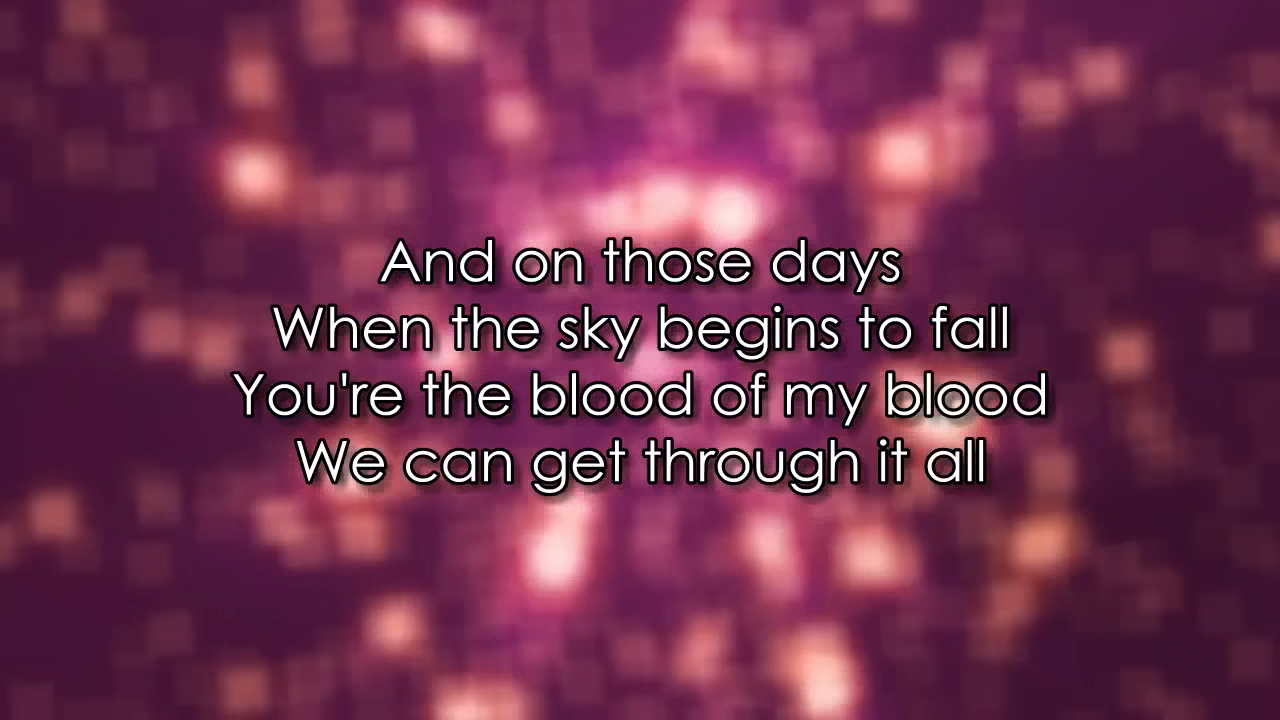 And on those days
When the sky begins to fall
You're the blood of my blood
We can get through it all